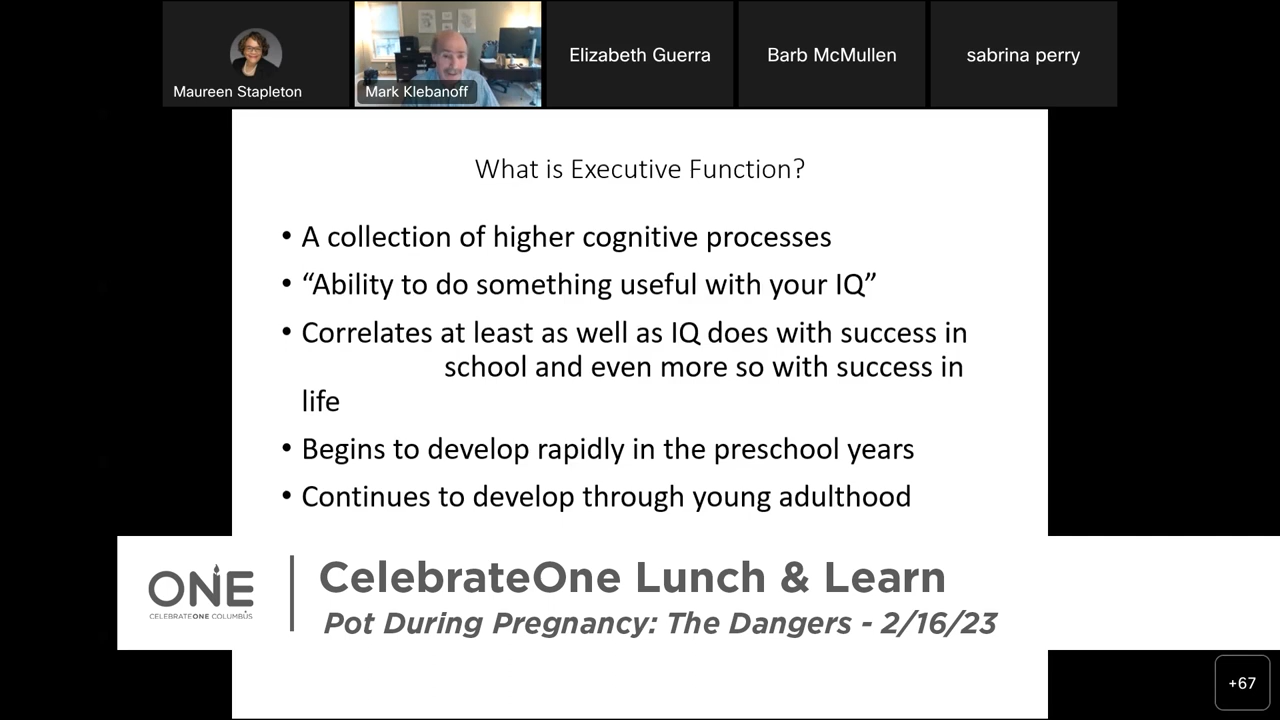 Maureen Stapleton
Mark Klebanoff
Elizabeth Guerra
Barb McMullen
sabrina perry
What is Executive Function?
• A collection of higher cognitive processes
• “Ability to do something useful with your IQ”
• Correlates at least as well as IQ does with success in
school and even more so with success in
life
• Begins to develop rapidly in the preschool years
• Continues to develop through young adulthood
ONE
CELEBRATEONE COLUMBUS
CelebrateOne Lunch & Learn
Pot During Pregnancy: The Dangers - 2/16/23
+67